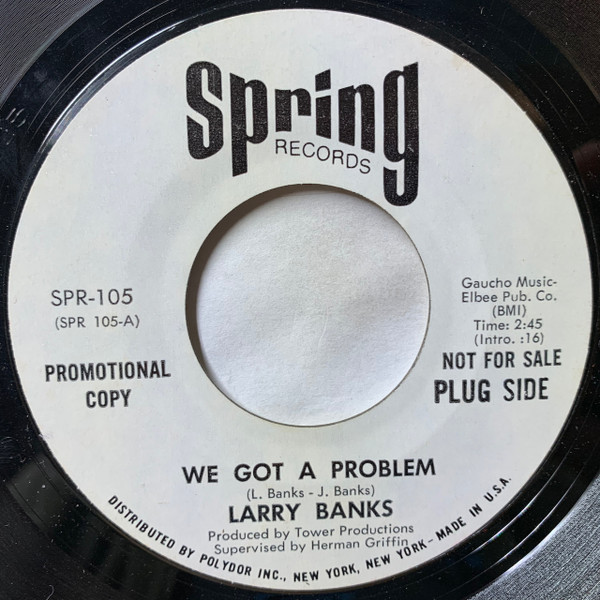 Spring
RECORDS
SPR-105
(SPR 105-A)
PROMOTIONAL
COPY
Gaucho Music-
Elbee Pub. Co.
(BMI)
Time: 2:45
(Intro. :16)
NOT FOR SALE
PLUG SIDE
WE GOT A PROBLEM
(L. Banks - J. Banks)
LARRY BANKS
Produced by Tower Productions
Supervised by Herman Griffin
DISTRIBUTED BY POLYDOR INC., NEW YORK, NEW YORK - MADE IN U.S.A.